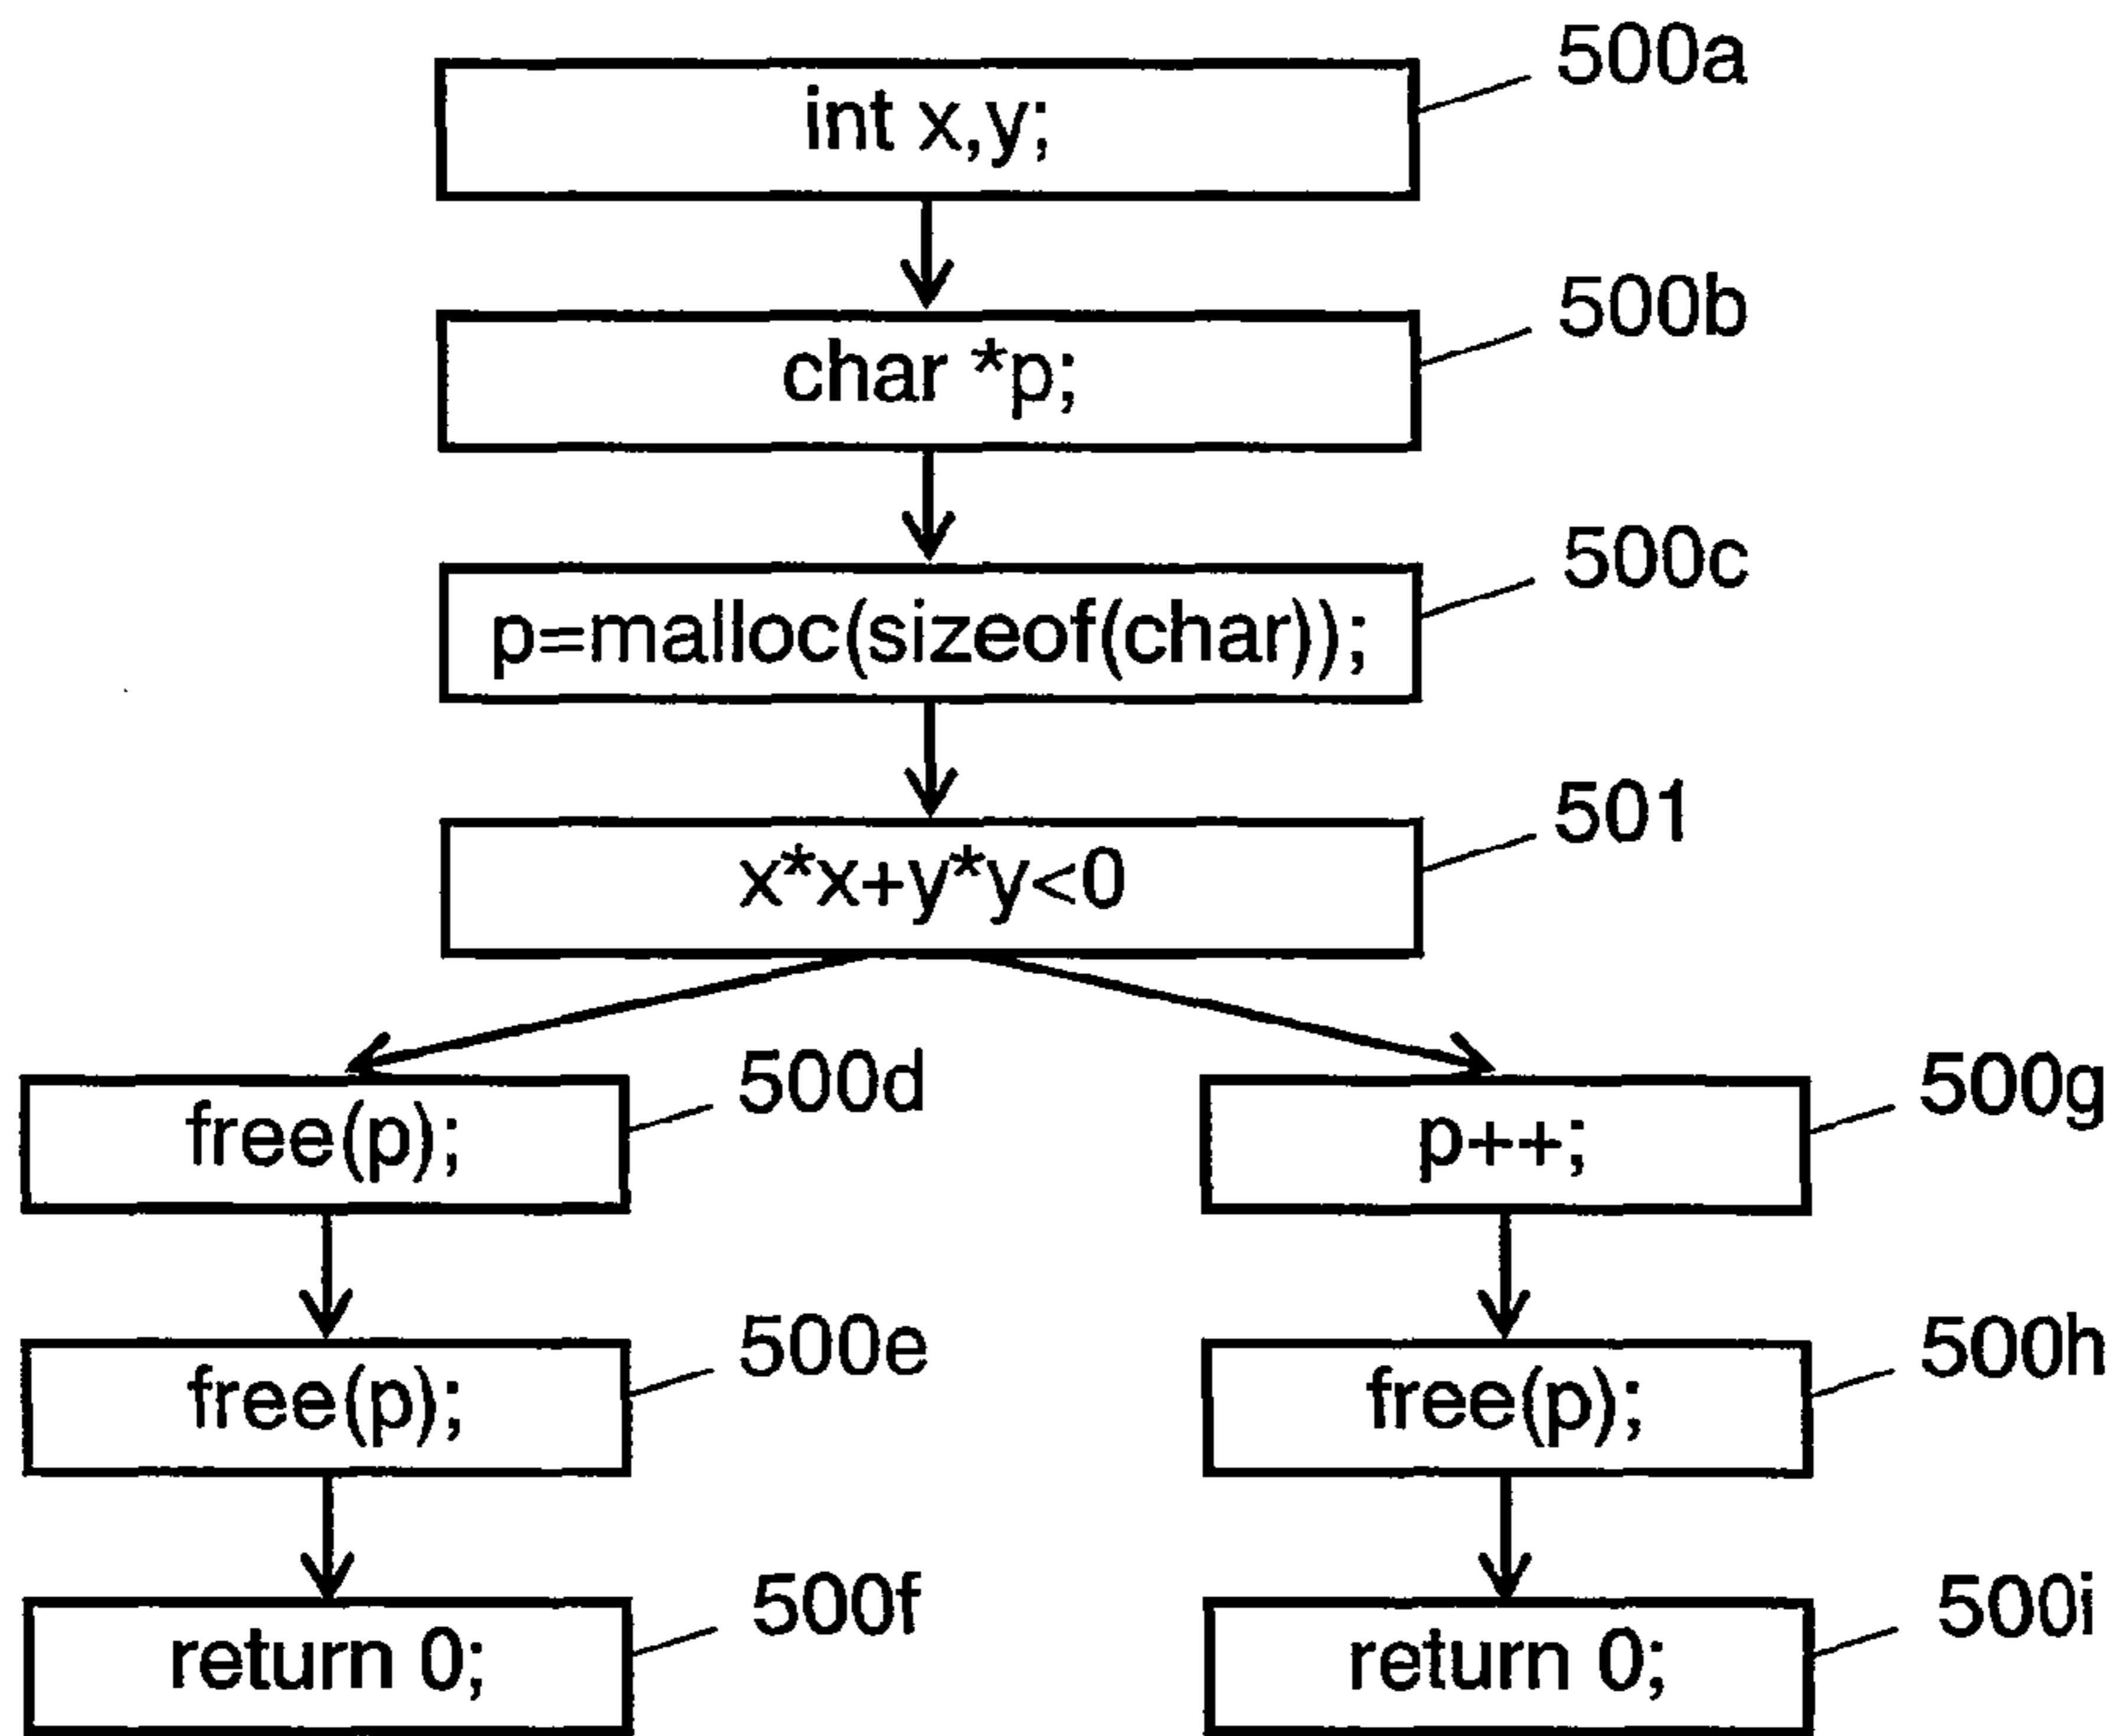 int x,y;
500a
char *p;
500b
p=malloc(sizeof(char));
500c
x*x+y*y<0
501
free(p);
500d
p++;
500g
free(p);
500e
free(p);
500h
return 0;
500f
return 0;
500i